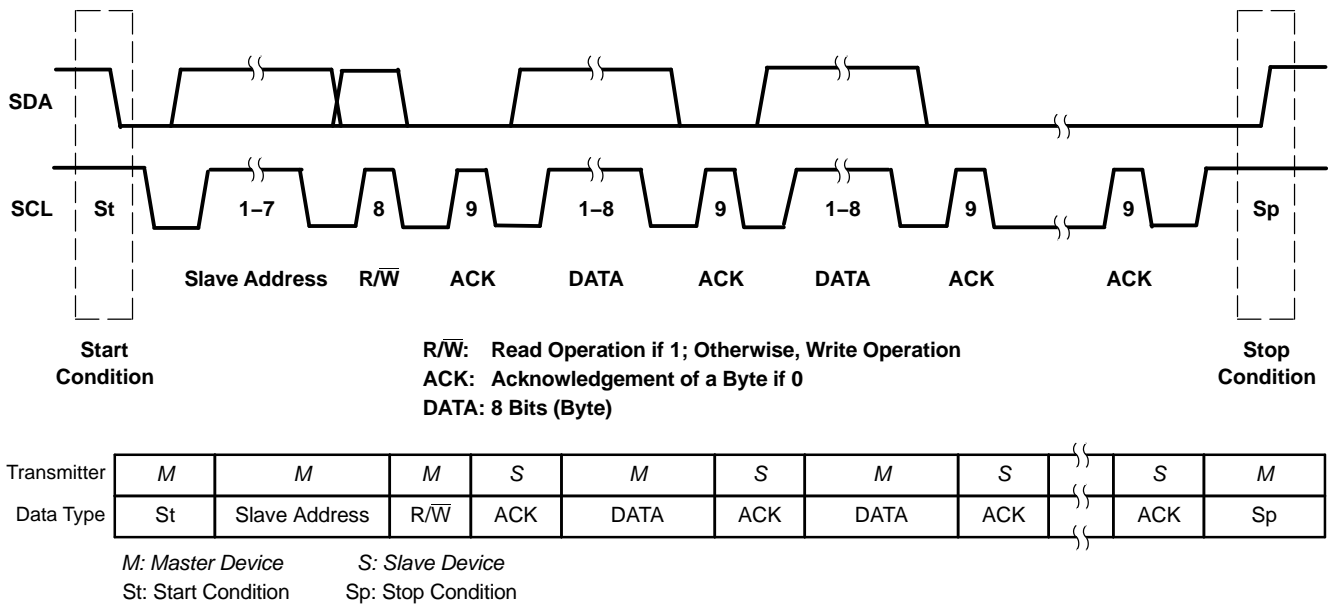 SDA
SCL
St 1–7 8 9 1–8 9 1–8 9 9 Sp
Slave Address R/W̅ ACK DATA ACK DATA ACK ACK
Start Condition
Stop Condition
R/W̅: Read Operation if 1; Otherwise, Write Operation
ACK: Acknowledgement of a Byte if 0
DATA: 8 Bits (Byte)
Transmitter M M M S M S M S S M
Data Type St Slave Address R/W̅ ACK DATA ACK DATA ACK ACK Sp
M: Master Device S: Slave Device
St: Start Condition Sp: Stop Condition